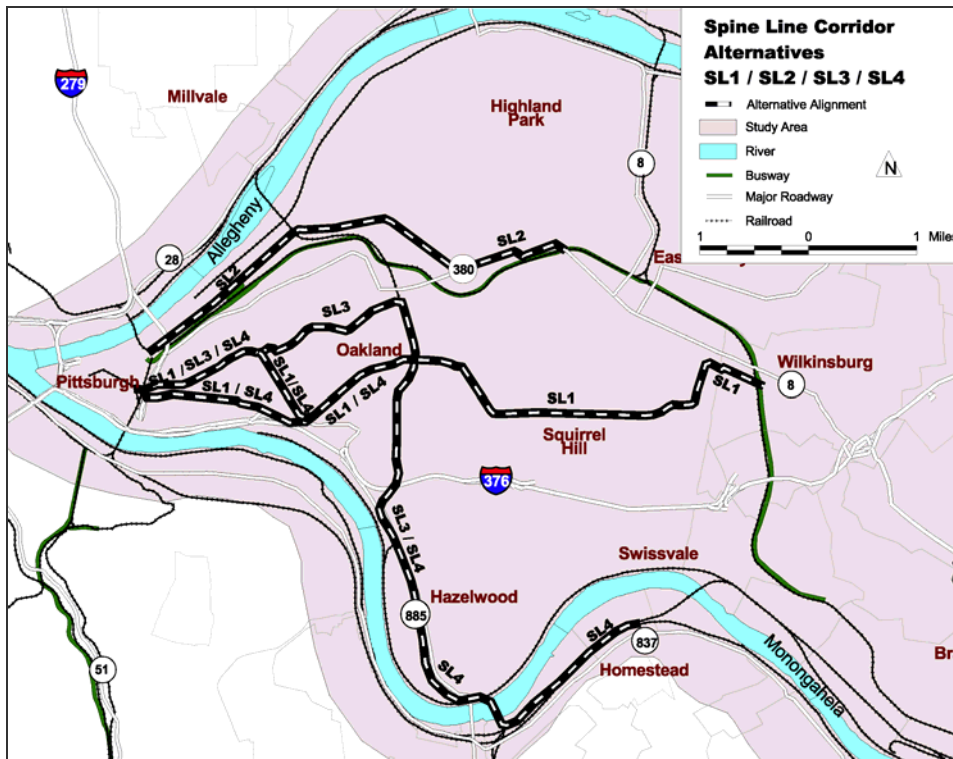 Spine Line Corridor
Alternatives
SL1 / SL2 / SL3 / SL4
Alternative Alignment
Study Area
River
Busway
Major Roadway
Railroad
N
1 0 1 Miles
279
Millvale
Highland
Park
8
Allegheny
28
SL2
SL2
380
SL3
Oakland
SL1 / SL3 / SL4
Pittsburgh
SL1 / SL4
SL1/SL4
SL1 / SL4
SL1
SL1
Wilkinsburg
8
Squirrel
Hill
376
SL3 / SL4
Swissvale
Hazelwood
885
SL4
SL4
837
Homestead
Monongahela
51
Br